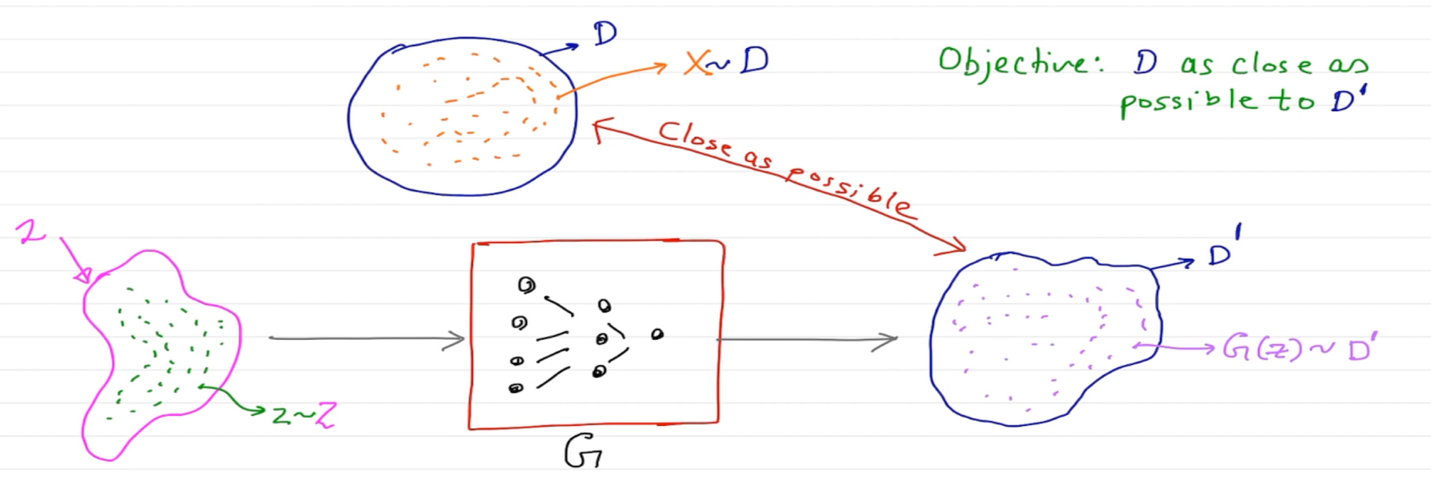 D
X~D
Objective: D as close as
possible to D'
Close as possible
Z
D'
G(z)~D'
z~Z
G